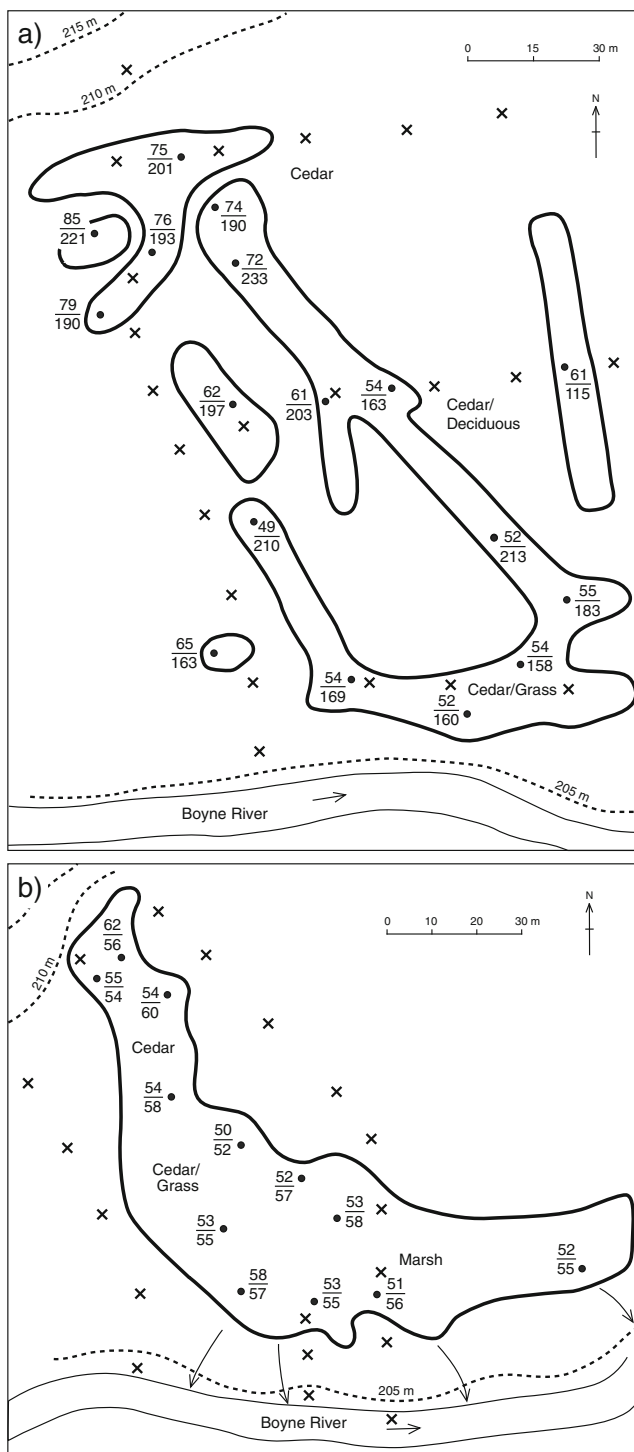 a)
215 m
210 m
0 15 30 m
N
Cedar
75
201
85
221
76
193
74
190
72
233
79
190
62
197
61
203
54
163
Cedar/
Deciduous
61
115
49
210
52
213
55
183
65
163
54
169
54
158
Cedar/Grass
52
160
205 m
Boyne River
b)
210 m
0 10 20 30 m
N
62
56
55
54
54
60
Cedar
54
58
50
52
Cedar/
Grass
52
57
53
58
53
55
Marsh
52
55
58
57
53
55
51
56
205 m
Boyne River